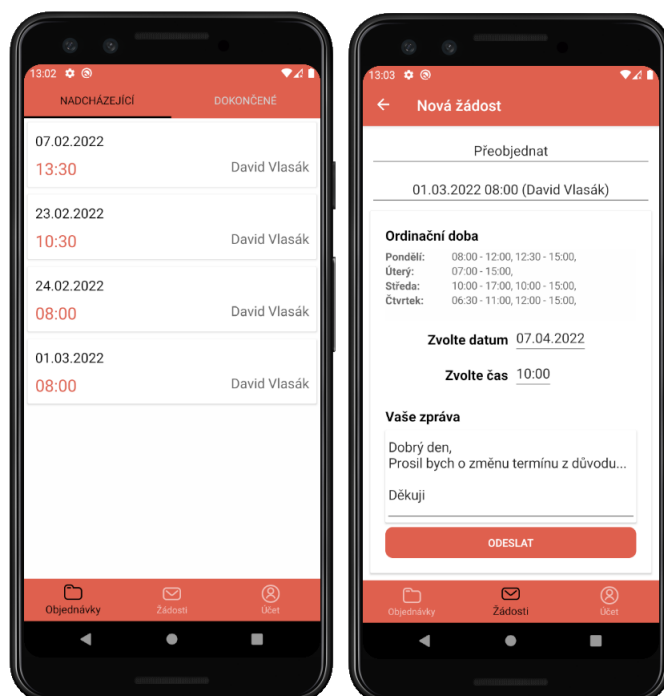 13:02
NADCHÁZEJÍCÍ DOKONČENÉ
07.02.2022
13:30 David Vlasák
23.02.2022
10:30 David Vlasák
24.02.2022
08:00 David Vlasák
01.03.2022
08:00 David Vlasák
Objednávky Žádosti Účet
13:03
Nová žádost
Přeobjednat
01.03.2022 08:00 (David Vlasák)
Ordinační doba
Pondělí: 08:00 - 12:00, 12:30 - 15:00,
Úterý: 07:00 - 15:00,
Středa: 10:00 - 17:00, 10:00 - 15:00,
Čtvrtek: 06:30 - 11:00, 12:00 - 15:00,
Zvolte datum 07.04.2022
Zvolte čas 10:00
Vaše zpráva
Dobrý den,
Prosil bych o změnu termínu z důvodu...
Děkuji
ODESLAT
Objednávky Žádosti Účet